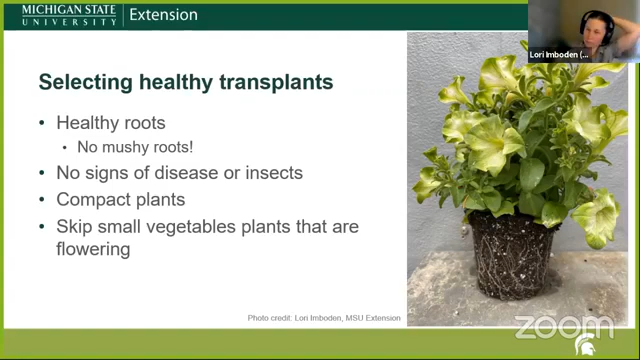 MICHIGAN STATE
UNIVERSITY
Extension
Lori Imboden (...
Selecting healthy transplants
• Healthy roots
• No mushy roots!
• No signs of disease or insects
• Compact plants
• Skip small vegetables plants that are
flowering
Photo credit: Lori Imboden, MSU Extension
zoom